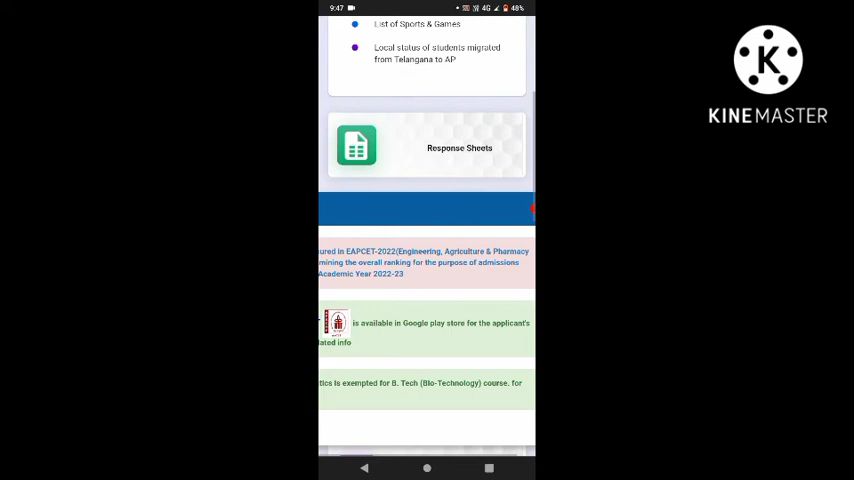 9:47
4G
48%
List of Sports & Games
Local status of students migrated
from Telangana to AP
Response Sheets
ured in EAPCET-2022(Engineering, Agriculture & Pharmacy
mining the overall ranking for the purpose of admissions
Academic Year 2022-23
is available in Google play store for the applicant's
lated info
tics is exempted for B. Tech (Bio-Technology) course. for
K
KINEMASTER